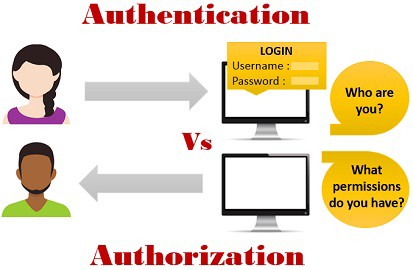 Authentication
LOGIN
Username :
Password :
Who are
you?
Vs
What
permissions
do you have?
Authorization